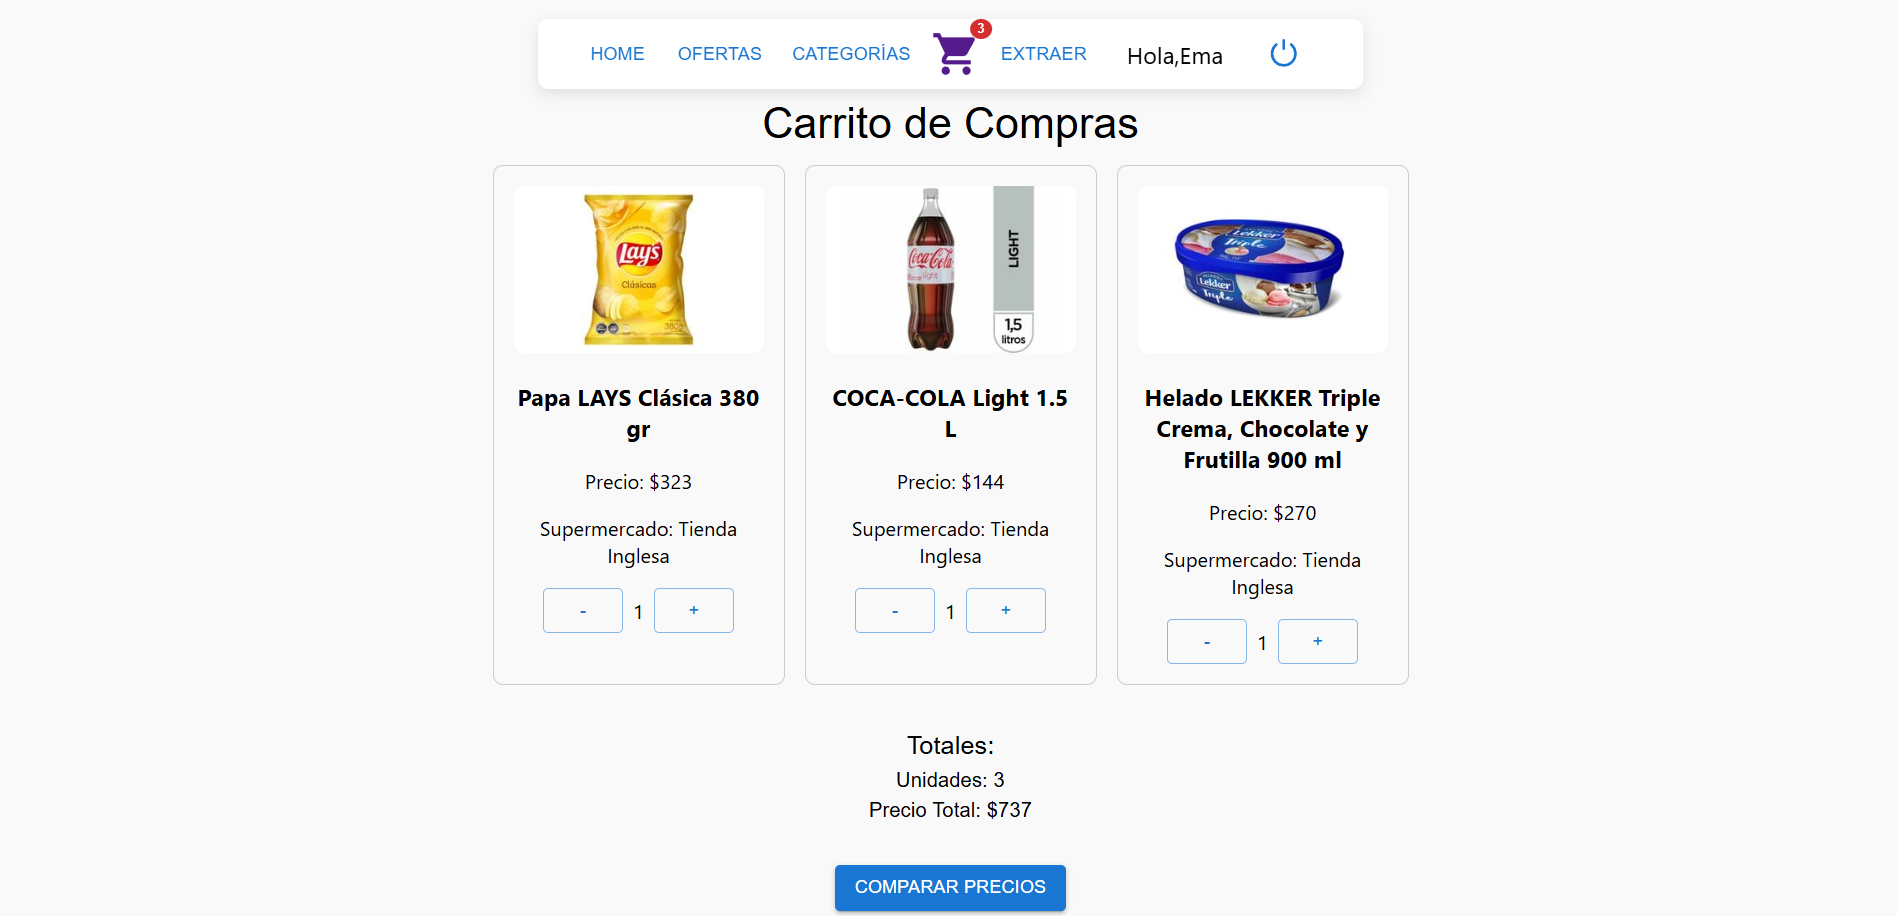 HOME OFERTAS CATEGORÍAS 3 EXTRAER Hola,Ema
Carrito de Compras
Lay's
Clásicas
380g
Coca-Cola
light
LIGHT
1,5
litros
Lekker
Triple
Lekker
Triple
Papa LAYS Clásica 380
gr
Precio: $323
Supermercado: Tienda
Inglesa
- 1 +
COCA-COLA Light 1.5
L
Precio: $144
Supermercado: Tienda
Inglesa
- 1 +
Helado LEKKER Triple
Crema, Chocolate y
Frutilla 900 ml
Precio: $270
Supermercado: Tienda
Inglesa
- 1 +
Totales:
Unidades: 3
Precio Total: $737
COMPARAR PRECIOS